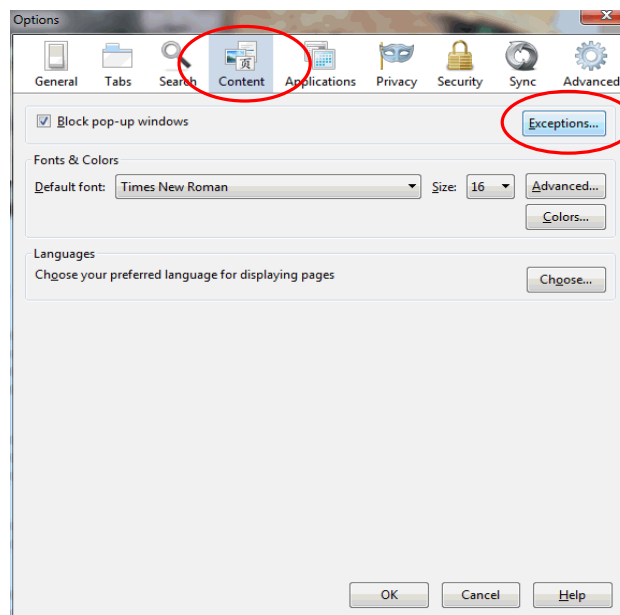 Options
General Tabs Search Content Applications Privacy Security Sync Advanced
Block pop-up windows Exceptions...
Fonts & Colors
Default font: Times New Roman Size: 16 Advanced...
Colors...
Languages
Choose your preferred language for displaying pages Choose...
OK Cancel Help